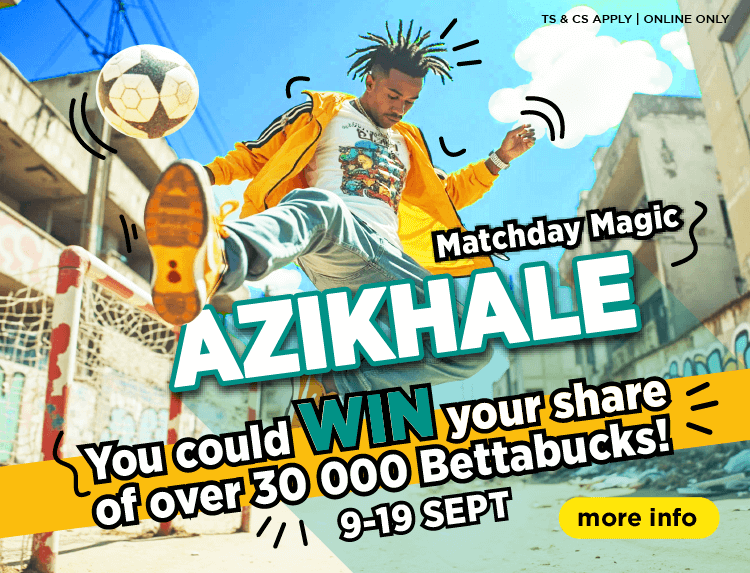 TS & CS APPLY | ONLINE ONLY
Matchday Magic
AZIKHALE
You could WIN your share
of over 30 000 Bettabucks!
9-19 SEPT
more info